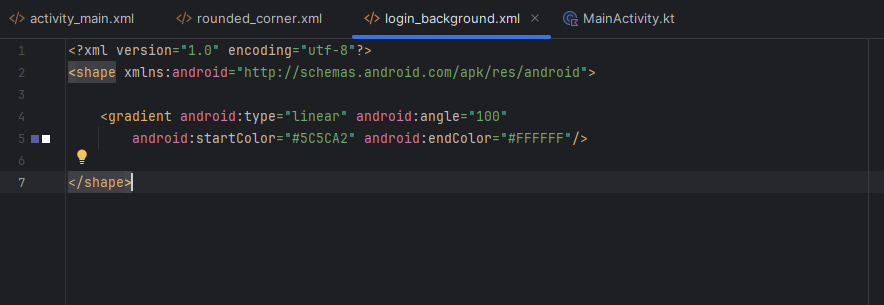 activity_main.xml rounded_corner.xml login_background.xml MainActivity.kt
1 <?xml version="1.0" encoding="utf-8"?>
2 <shape xmlns:android="http://schemas.android.com/apk/res/android">
3
4 <gradient android:type="linear" android:angle="100"
5 android:startColor="#5C5CA2" android:endColor="#FFFFFF"/>
6
7 </shape>